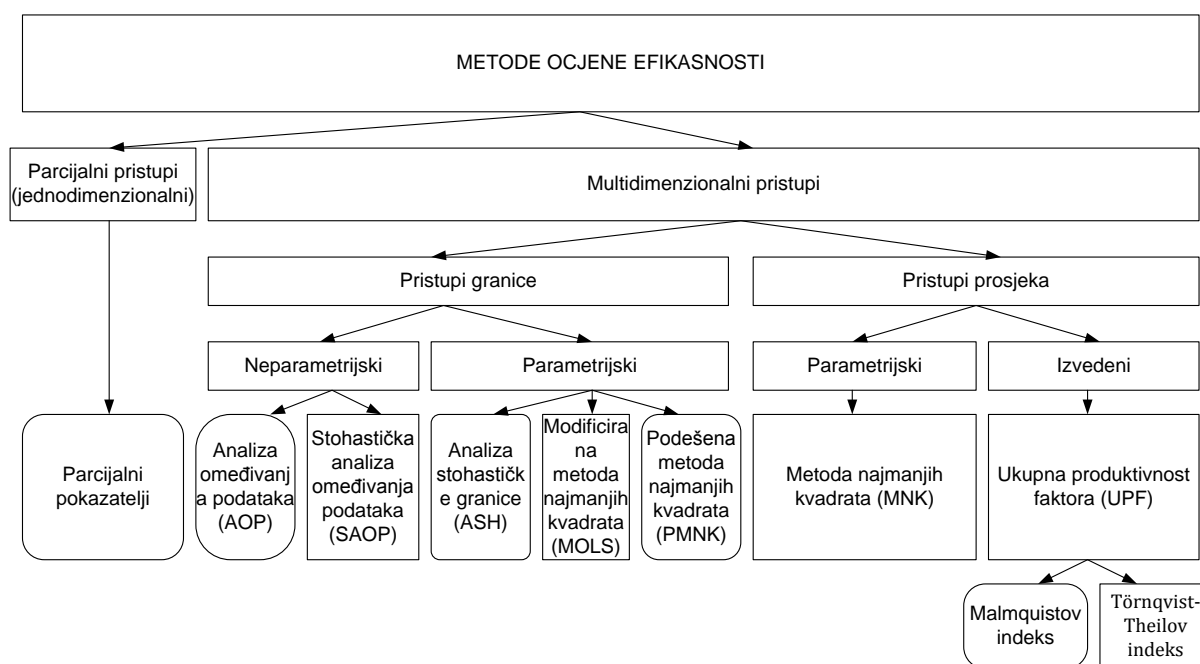 METODE OCJENE EFIKASNOSTI
Parcijalni pristupi
(jednodimenzionalni)
Multidimenzionalni pristupi
Pristupi granice
Pristupi prosjeka
Neparametrijski
Parametrijski
Parametrijski
Izvedeni
Parcijalni
pokazatelji
Analiza
omeđivanj
a podataka
(AOP)
Stohastička
analiza
omeđivanja
podataka
(SAOP)
Analiza
stohastičk
e granice
(ASH)
Modificira
na
metoda
najmanjih
kvadrata
(MOLS)
Podešena
metoda
najmanjih
kvadrata
(PMNK)
Metoda najmanjih
kvadrata (MNK)
Ukupna produktivnost
faktora (UPF)
Malmquistov
indeks
Törnqvist-
Theilov
indeks